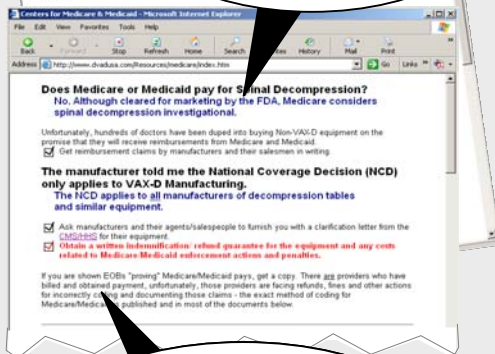 Centers for Medicare & Medicaid - Microsoft Internet Explorer
File Edit View Favorites Tools Help
Back Forward Stop Refresh Home Search History Mail Print
Address http://www.dvadusa.com/Resources/medicare/index.htm Go Links
Does Medicare or Medicaid pay for Spinal Decompression?
No. Although cleared for marketing by the FDA, Medicare considers
spinal decompression investigational.
Unfortunately, hundreds of doctors have been duped into buying Non-VAX-D equipment on the
promise that they will receive reimbursements from Medicare and Medicaid.
Get reimbursement claims by manufacturers and their salesmen in writing.
The manufacturer told me the National Coverage Decision (NCD)
only applies to VAX-D Manufacturing.
The NCD applies to all manufacturers of decompression tables
and similar equipment.
Ask manufacturers and their agents/salespeople to furnish you with a clarification letter from the
CMS/HHS for their equipment.
Obtain a written indemnification/ refund guarantee for the equipment and any costs
related to Medicare/Medicaid enforcement actions and penalties.
If you are shown EOBs "proving" Medicare/Medicaid pays, get a copy. There are providers who have
billed and obtained payment, unfortunately, those providers are facing refunds, fines and other actions
for incorrectly coding and documenting those claims - the exact method of coding for
Medicare/Medicaid is published and in most of the documents below.